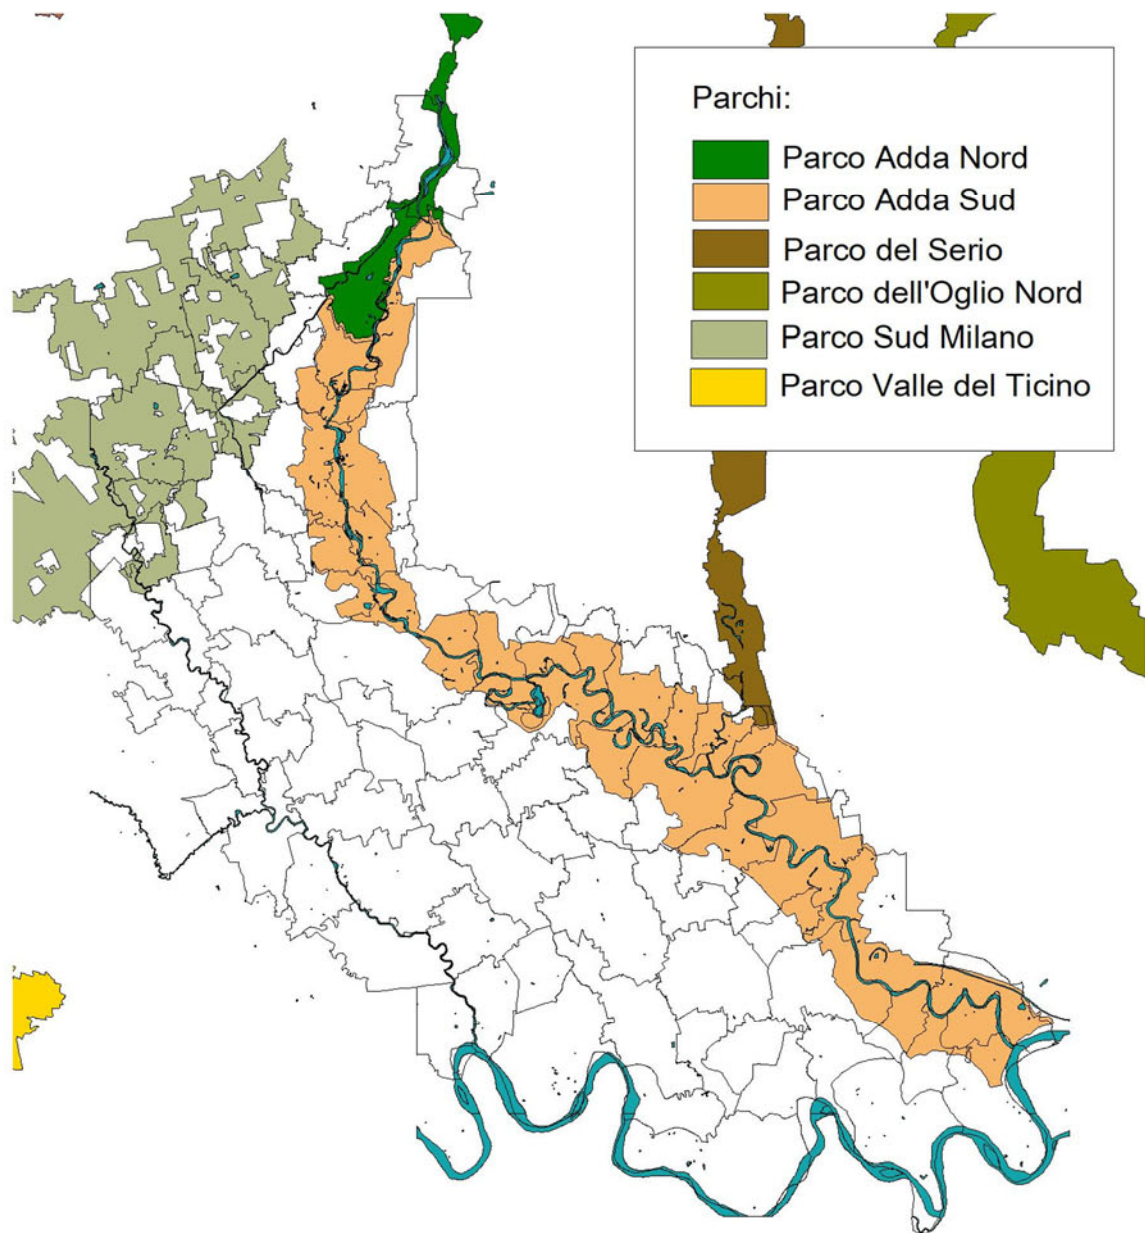 Parchi:
Parco Adda Nord
Parco Adda Sud
Parco del Serio
Parco dell'Oglio Nord
Parco Sud Milano
Parco Valle del Ticino